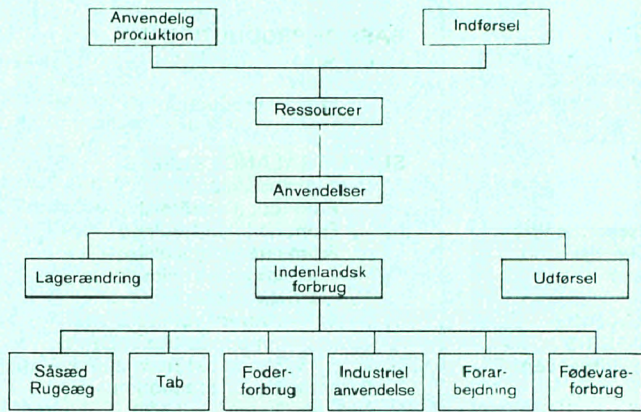 Anvendelig
produktion
Indførsel
Ressourcer
Anvendelser
Lagerændring
Indenlandsk
forbrug
Udførsel
Såsæd
Rugeæg
Tab
Foder-
forbrug
Industriel
anvendelse
Forar-
bejdning
Fødevare-
forbrug